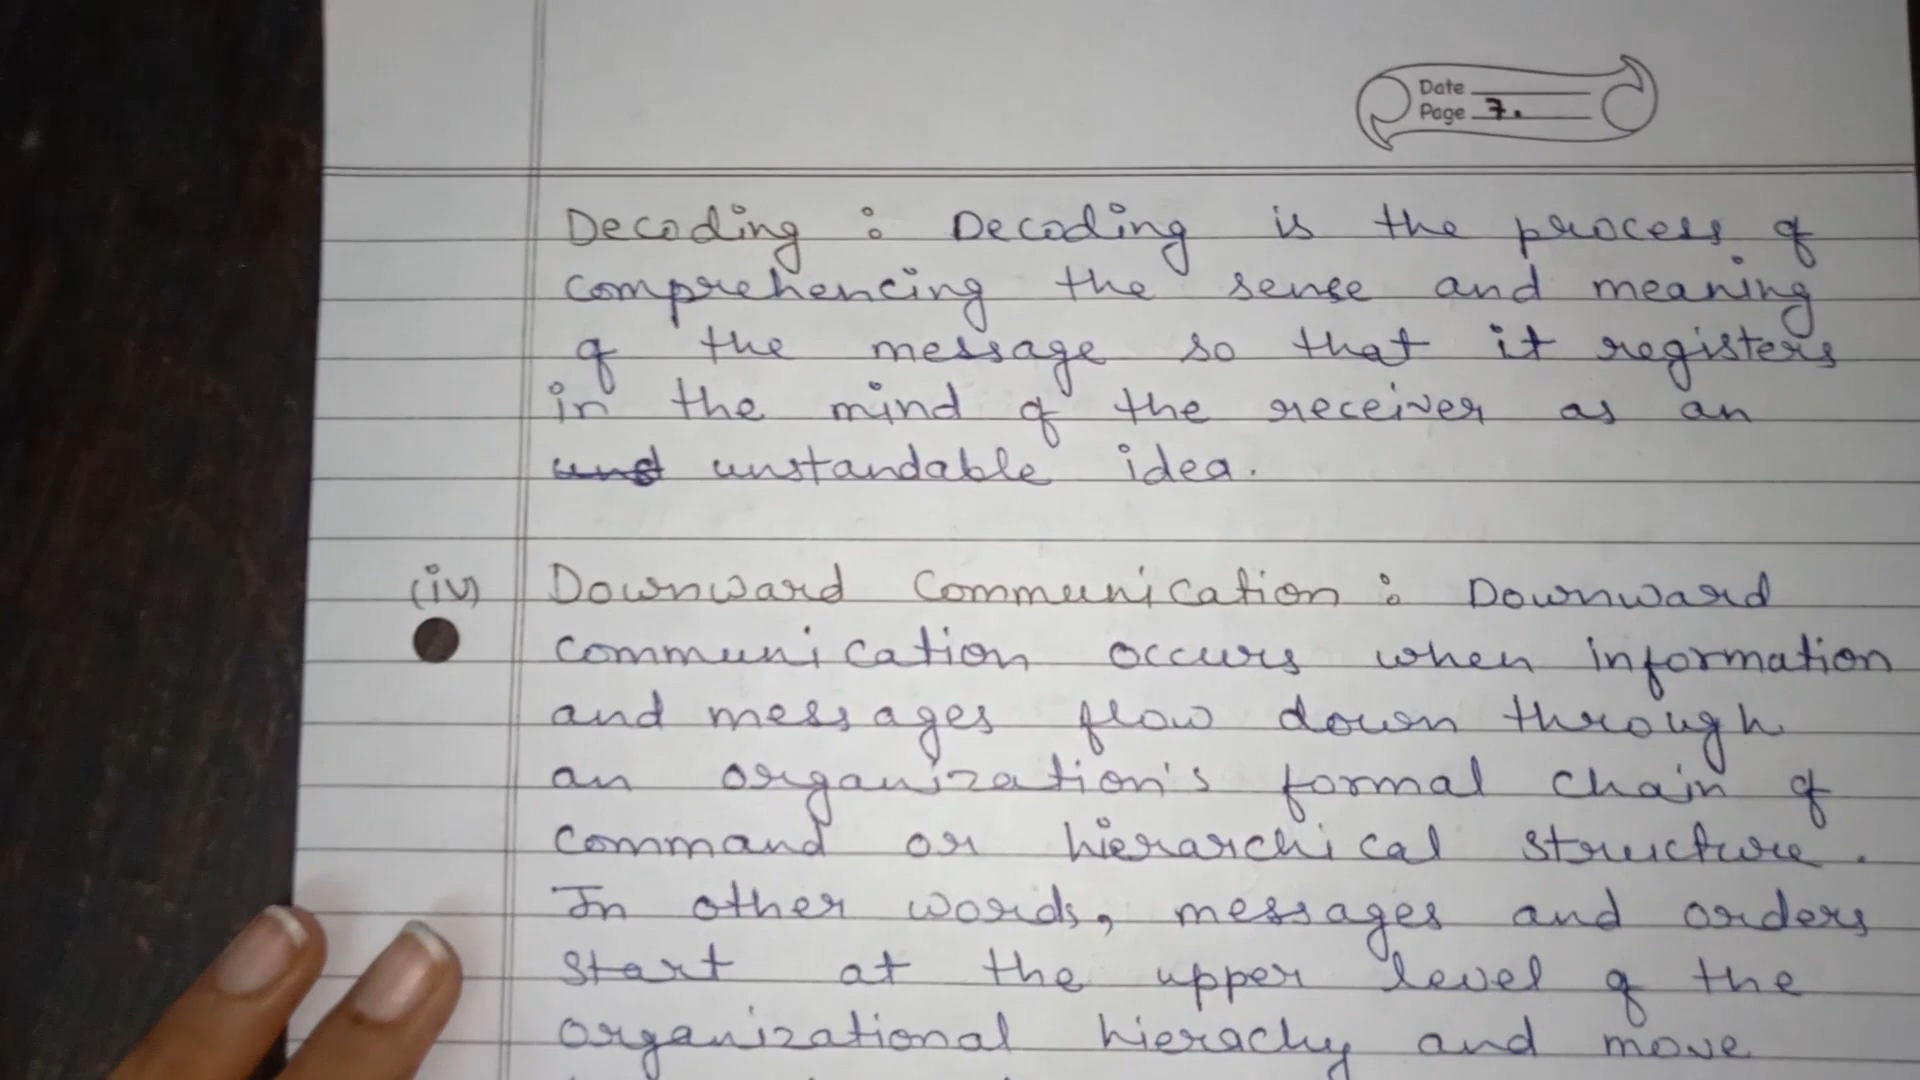 Date
Page 7.
Decoding : Decoding is the process of
comprehencing the sense and meaning
of the message so that it registers
in the mind of the receiver as an
unstandable idea.
(iv) Downward Communication : Downward
communication occurs when information
and messages flow down through
an organization's formal chain of
command or hierarchical structure.
In other words, messages and orders
start at the upper level of the
organizational hierachy and move